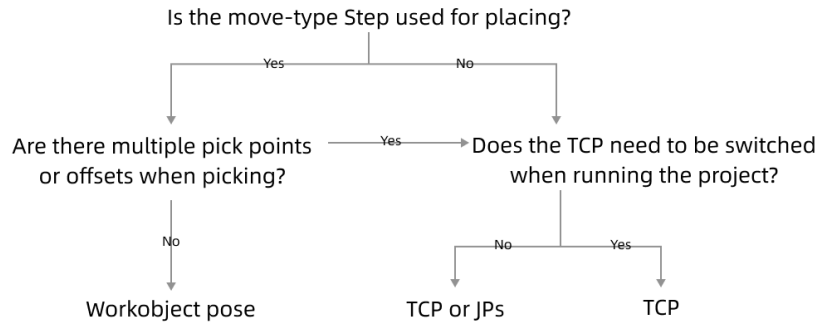 Is the move-type Step used for placing?
Yes
No
Are there multiple pick points
or offsets when picking?
Yes
Does the TCP need to be switched
when running the project?
No
No
Yes
Workobject pose
TCP or JPs
TCP